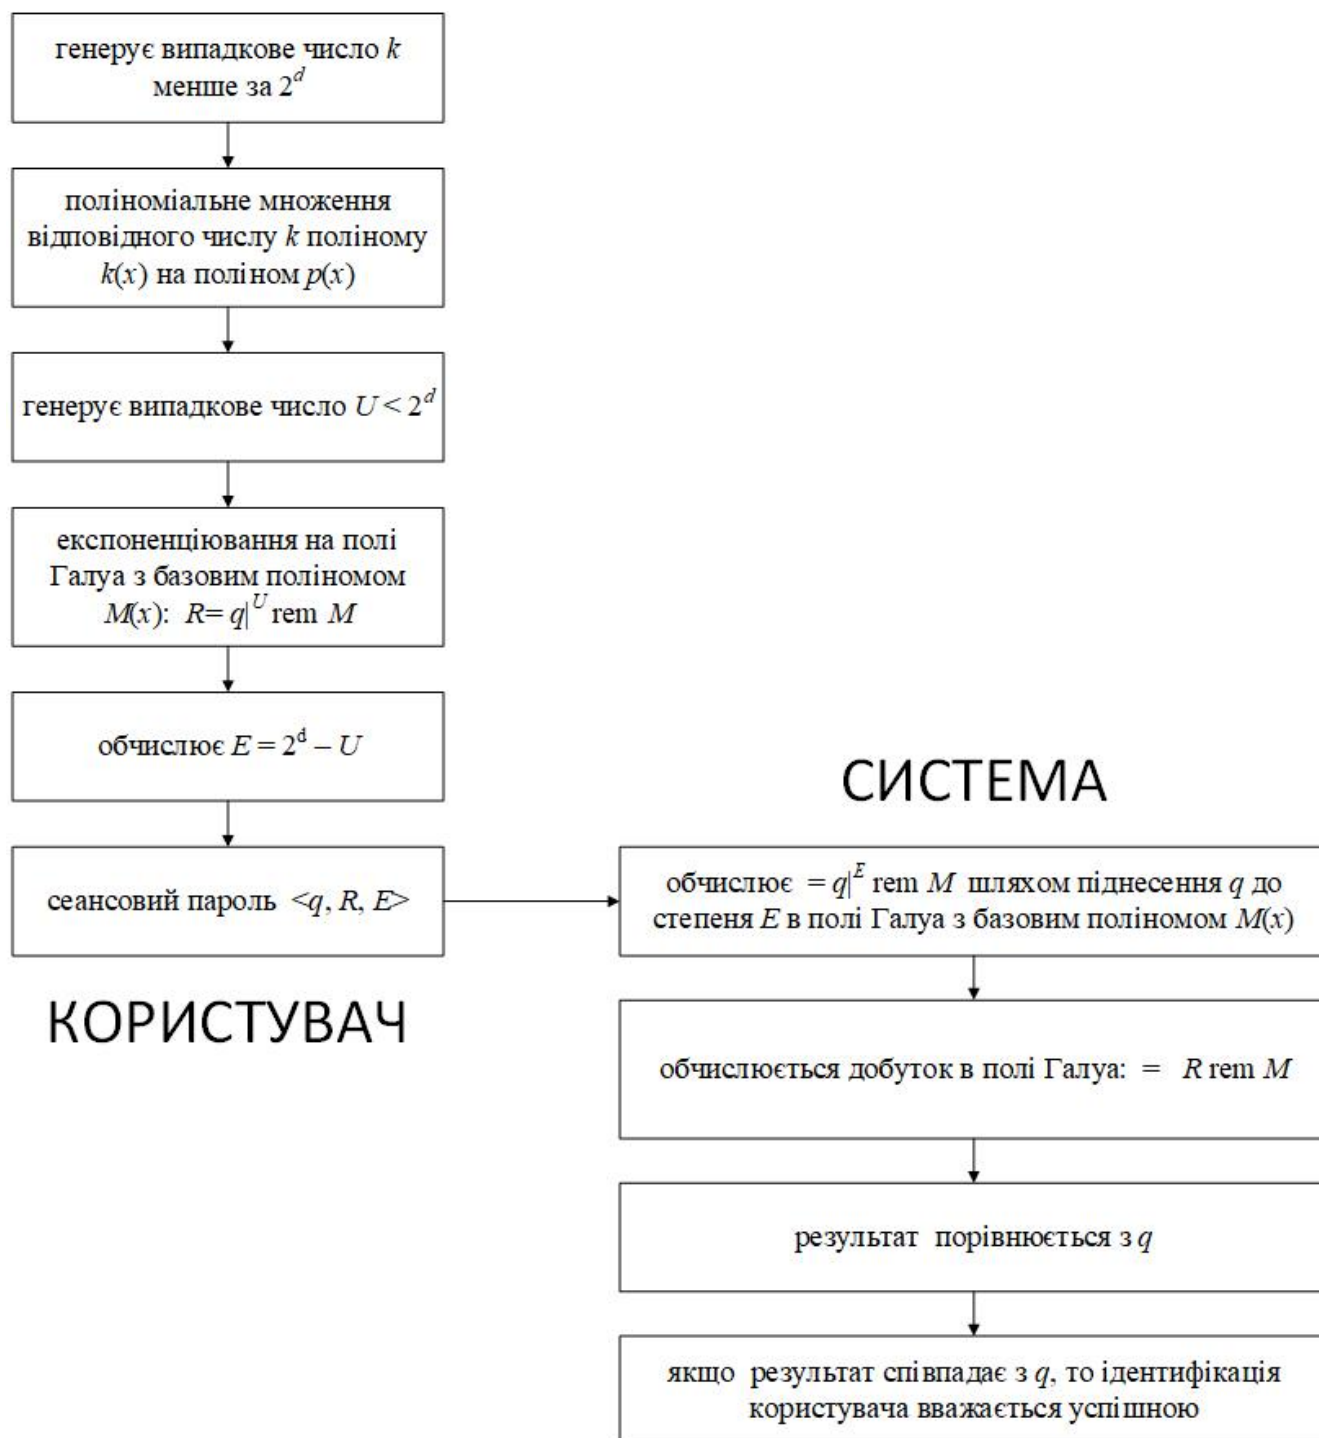 генерує випадкове число k
менше за 2^d
поліноміальне множення
відповідного числу k поліному
k(x) на поліном p(x)
генерує випадкове число U < 2^d
експоненціювання на полі
Галуа з базовим поліномом
M(x): R= q|^U rem M
обчислює E = 2^d – U
сеансовий пароль <q, R, E>
КОРИСТУВАЧ
СИСТЕМА
обчислює = q|^E rem M шляхом піднесення q до
степеня E в полі Галуа з базовим поліномом M(x)
обчислюється добуток в полі Галуа: = R rem M
результат порівнюється з q
якщо результат співпадає з q, то ідентифікація
користувача вважається успішною